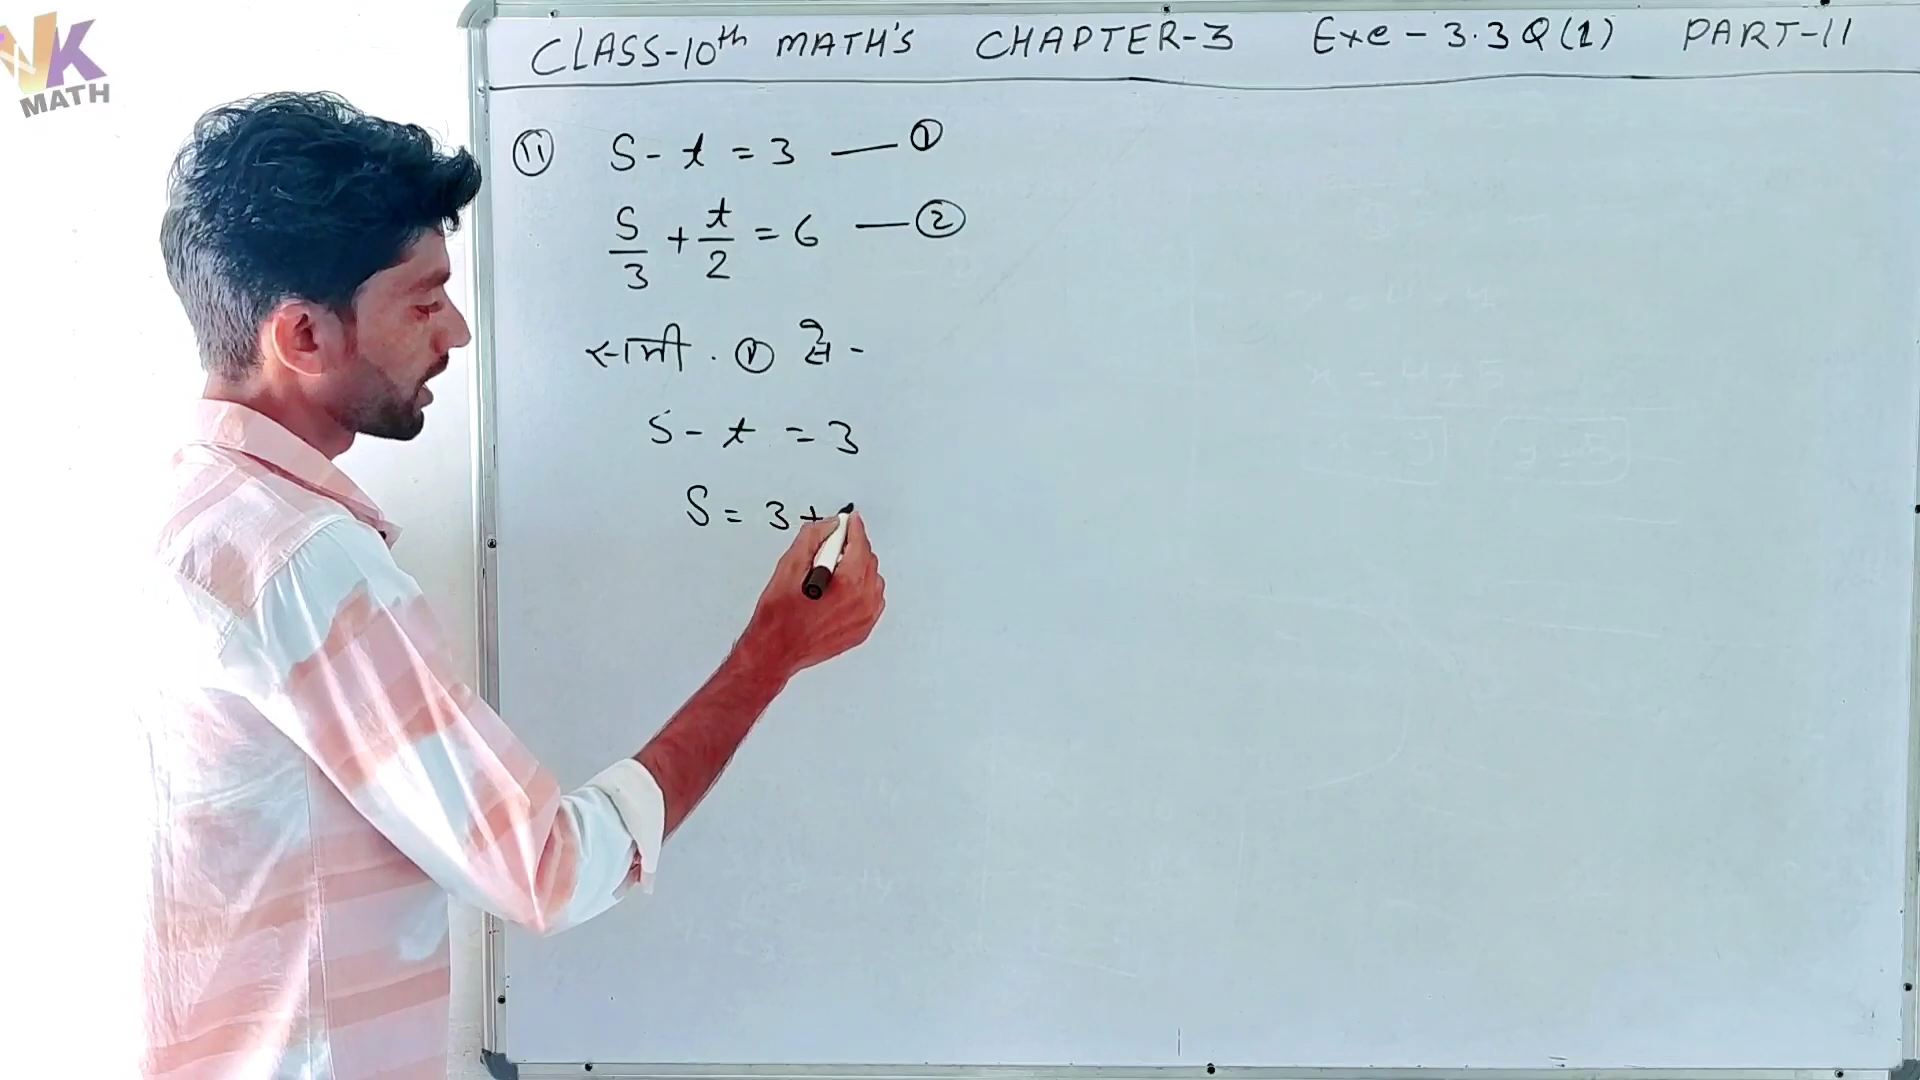 VK
MATH
CLASS-10th MATH'S CHAPTER-3 Exe - 3.3 Q(1) PART-11
ii S - t = 3 — 1
S/3 + t/2 = 6 — 2
समी. 1 से -
S - t = 3
S = 3 +